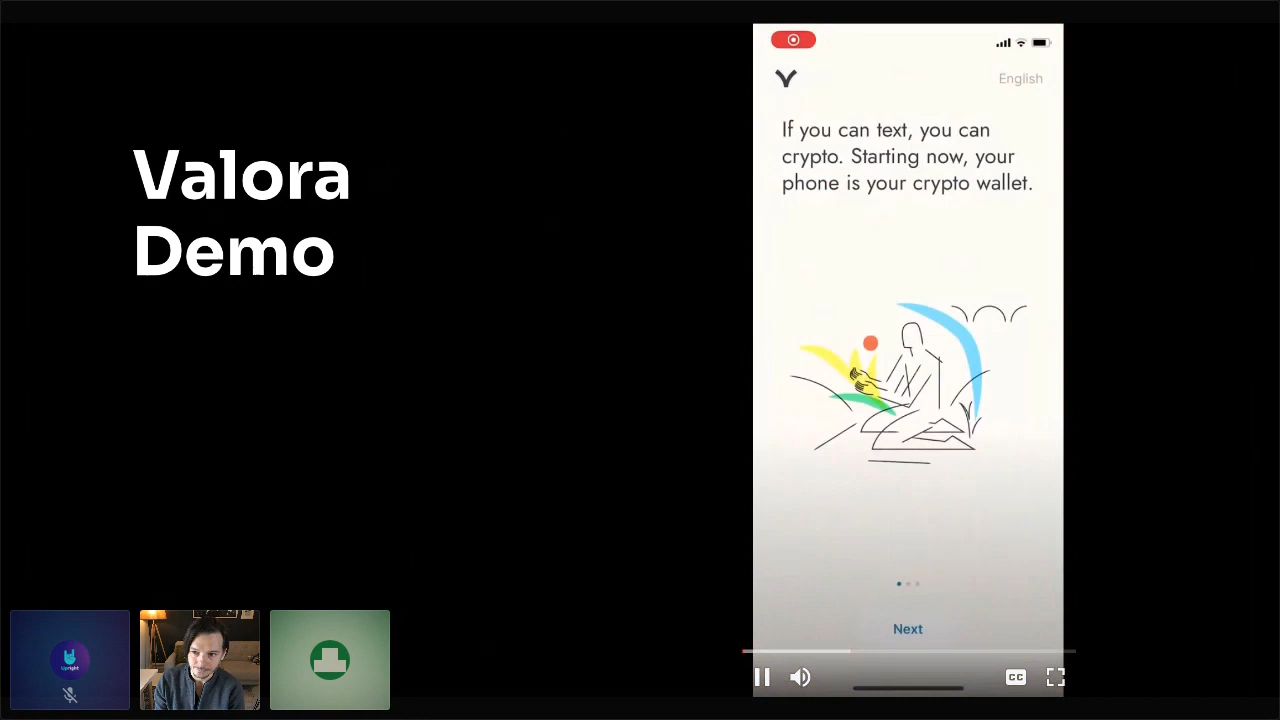 Valora
Demo
English
If you can text, you can
crypto. Starting now, your
phone is your crypto wallet.
Next
CC
Upright